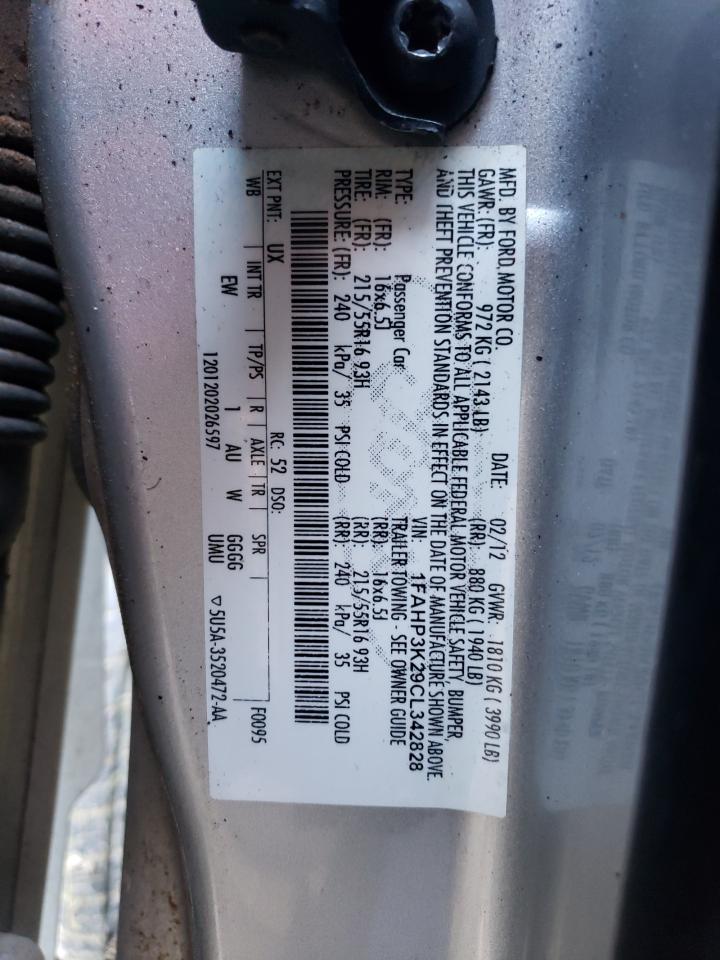 MFD. BY FORD MOTOR CO.
DATE: 02/12 GVWR: 1810 KG ( 3990 LB)
GAWR: (FR): 972 KG ( 2143 LB) (RR): 880 KG ( 1940 LB)
THIS VEHICLE CONFORMS TO ALL APPLICABLE FEDERAL MOTOR VEHICLE SAFETY, BUMPER,
AND THEFT PREVENTION STANDARDS IN EFFECT ON THE DATE OF MANUFACTURE SHOWN ABOVE.
VIN: 1FAHP3K29CL342828
TYPE: Passenger Car TRAILER TOWING - SEE OWNER GUIDE
RIM: (FR): 16x6.5J (RR): 16x6.5J
TIRE: (FR): 215/55R16 93H (RR): 215/55R16 93H
PRESSURE: (FR): 240 kPa/ 35 PSI COLD (RR): 240 kPa/ 35 PSI COLD
EXT PNT: UX RC: 52 DSO: F0095
WB INT TR TP/PS R AXLE TR SPR
EW 1 AU W GGGG
UMU
1201202026597 ▽ 5U5A-3520472-AA